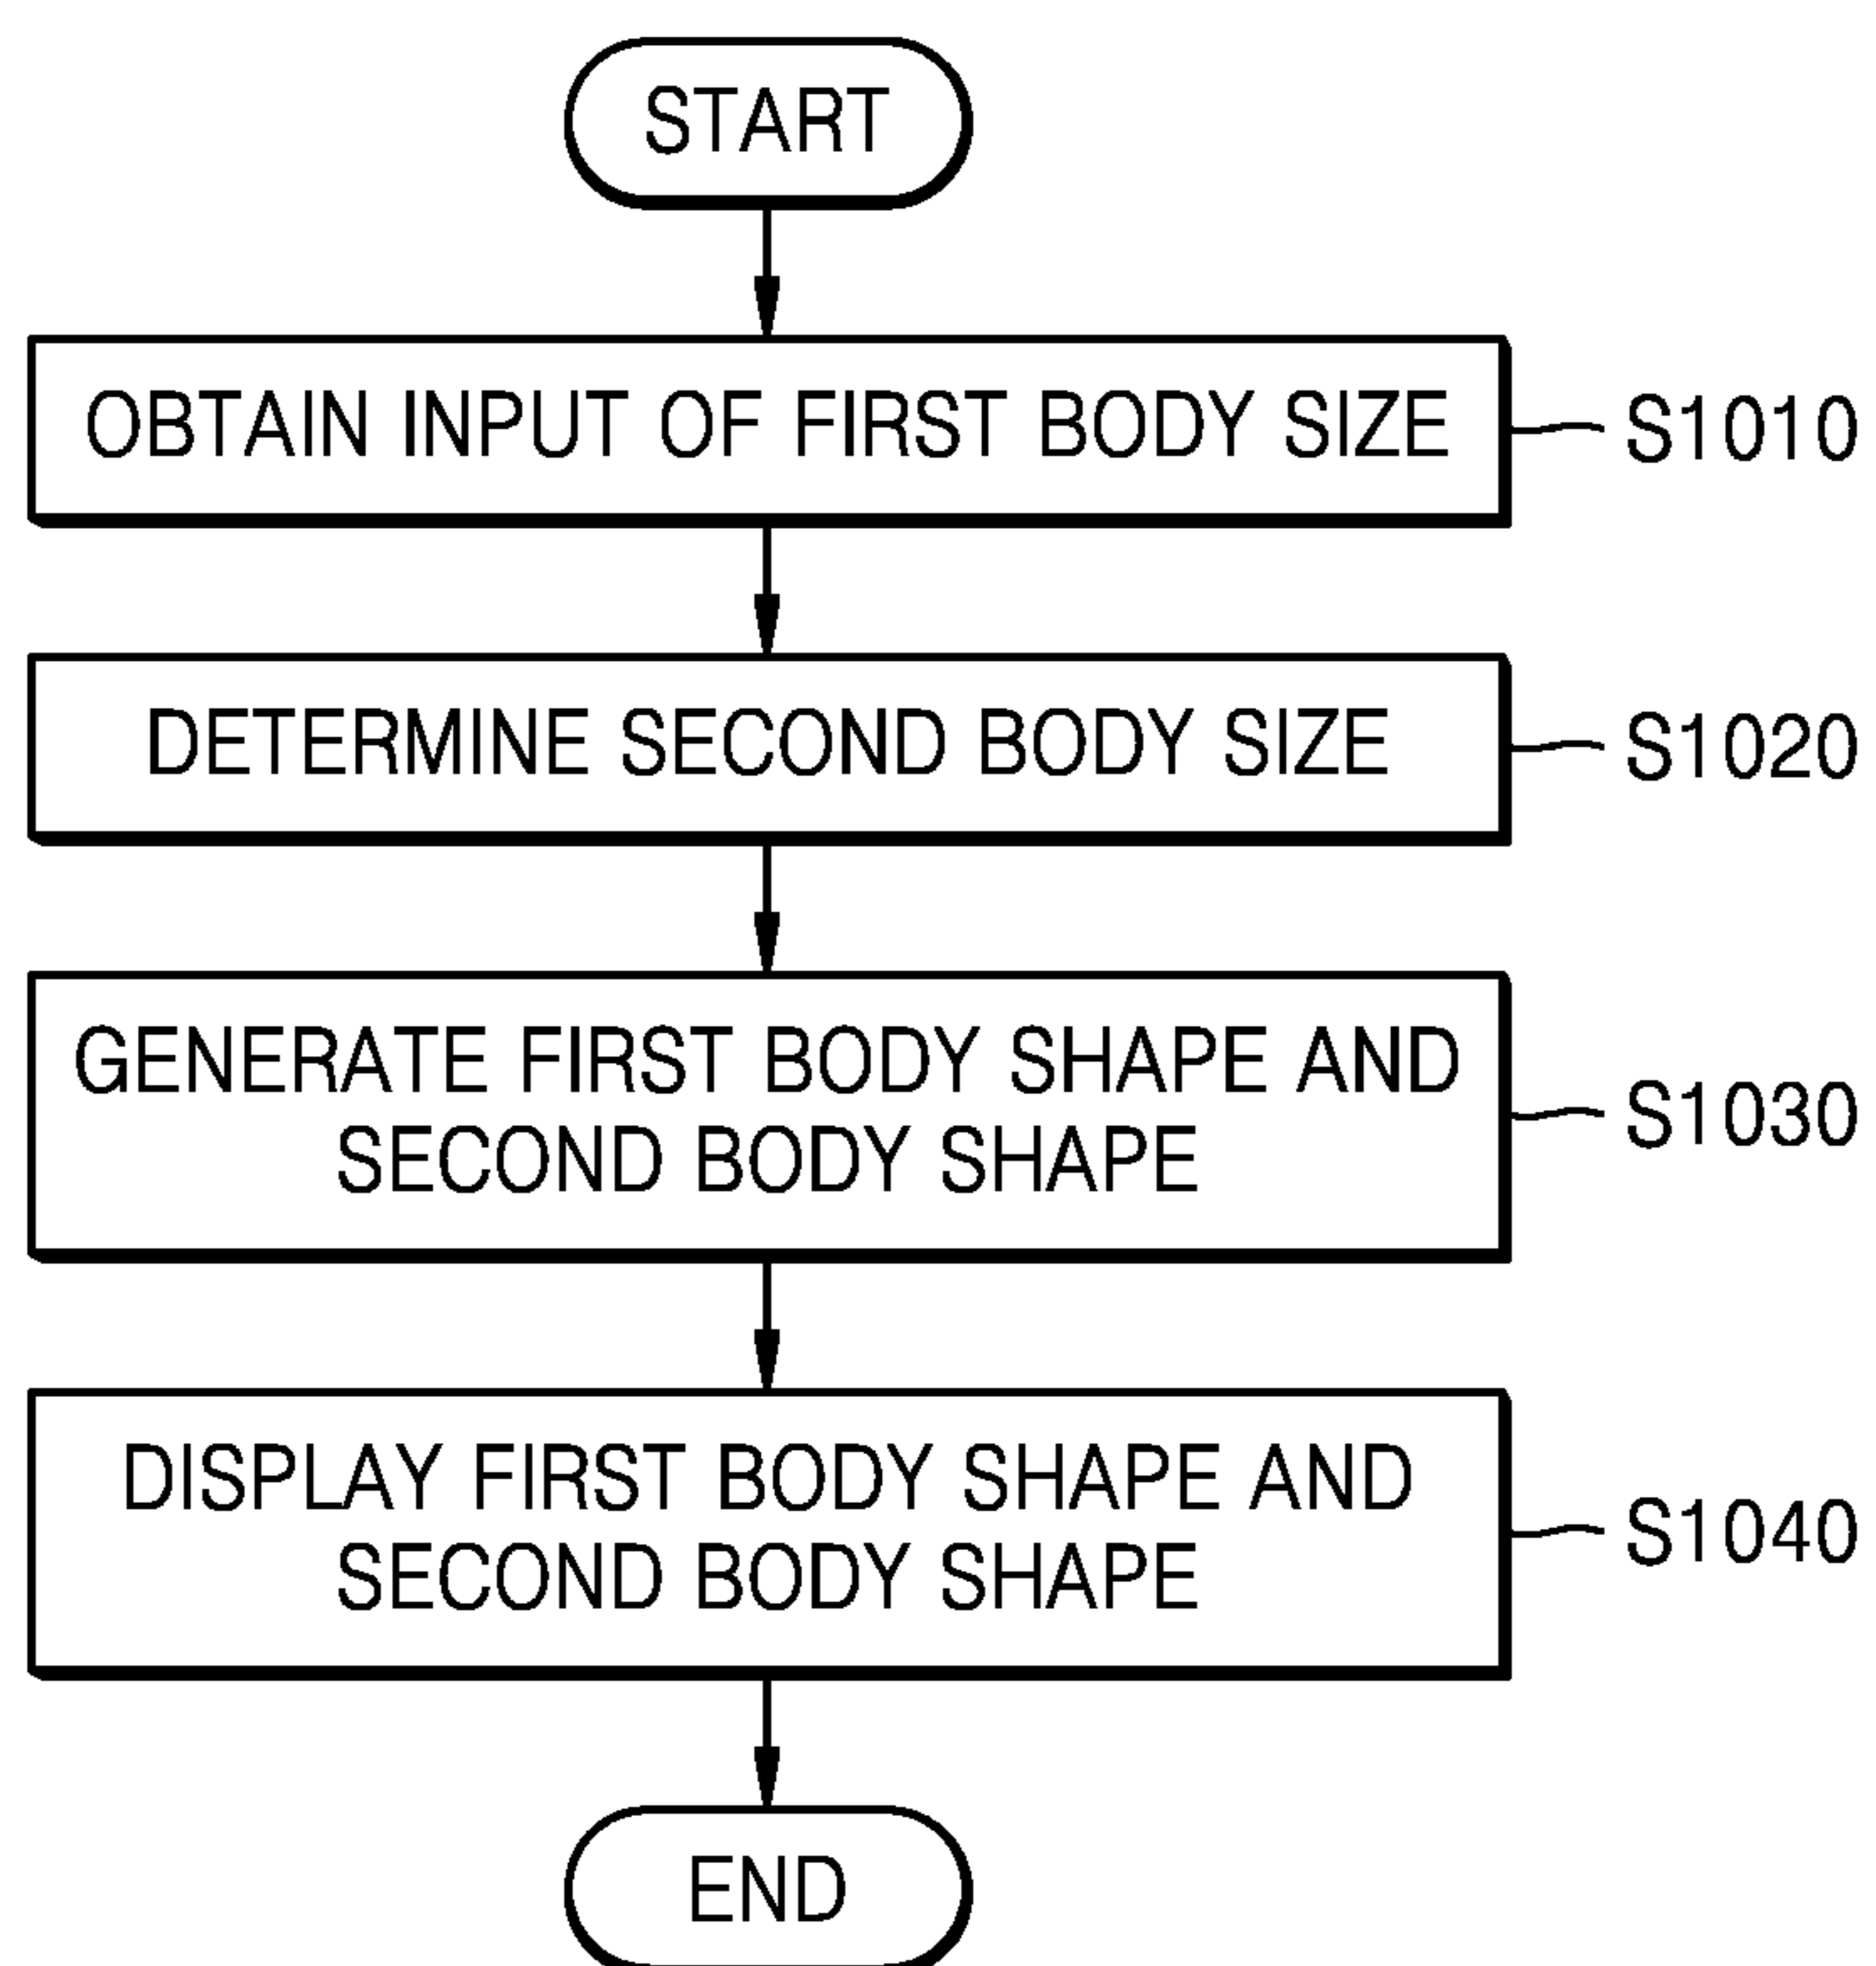 START
OBTAIN INPUT OF FIRST BODY SIZE
S1010
DETERMINE SECOND BODY SIZE
S1020
GENERATE FIRST BODY SHAPE AND
SECOND BODY SHAPE
S1030
DISPLAY FIRST BODY SHAPE AND
SECOND BODY SHAPE
S1040
END